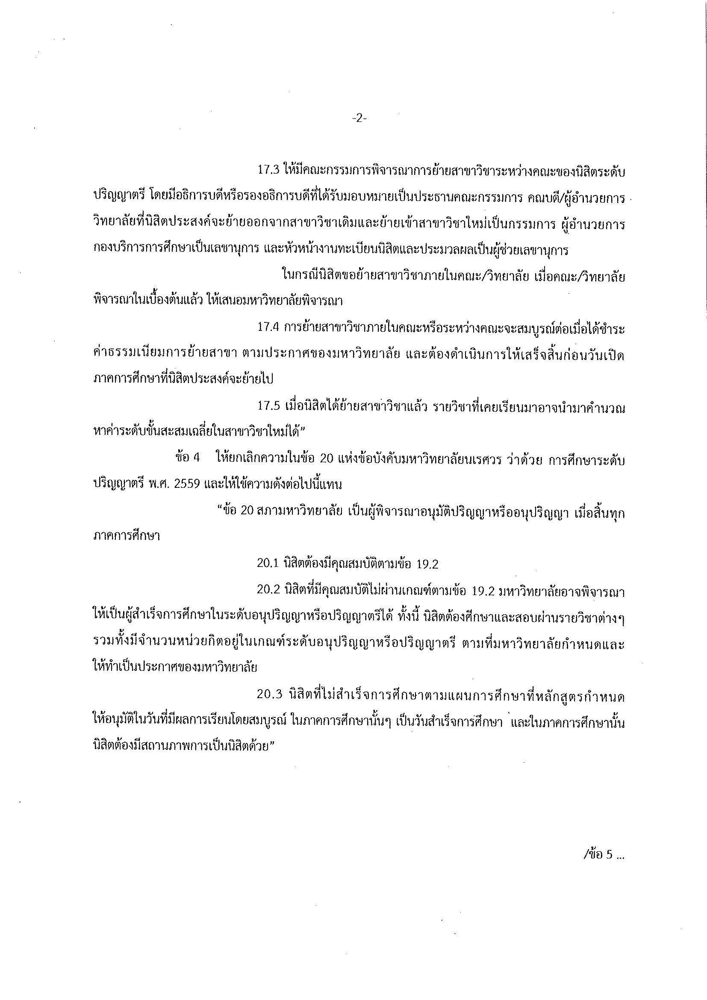 -2-
17.3 ให้มีคณะกรรมการพิจารณาการย้ายสาขาวิชาระหว่างคณะของนิสิตระดับ
ปริญญาตรี โดยมีอธิการบดีหรือรองอธิการบดีที่ได้รับมอบหมายเป็นประธานคณะกรรมการ คณบดี/ผู้อำนวยการ
วิทยาลัยที่นิสิตประสงค์จะย้ายออกจากสาขาวิชาเดิมและย้ายเข้าสาขาวิชาใหม่เป็นกรรมการ ผู้อำนวยการ
กองบริการการศึกษาเป็นเลขานุการ และหัวหน้างานทะเบียนนิสิตและประมวลผลเป็นผู้ช่วยเลขานุการ
ในกรณีนิสิตขอย้ายสาขาวิชาภายในคณะ/วิทยาลัย เมื่อคณะ/วิทยาลัย
พิจารณาในเบื้องต้นแล้ว ให้เสนอมหาวิทยาลัยพิจารณา
17.4 การย้ายสาขาวิชาภายในคณะหรือระหว่างคณะจะสมบูรณ์ต่อเมื่อได้ชำระ
ค่าธรรมเนียมการย้ายสาขา ตามประกาศของมหาวิทยาลัย และต้องดำเนินการให้เสร็จสิ้นก่อนวันเปิด
ภาคการศึกษาที่นิสิตประสงค์จะย้ายไป
17.5 เมื่อนิสิตได้ย้ายสาขาวิชาแล้ว รายวิชาที่เคยเรียนมาอาจนำมาคำนวณ
หาค่าระดับขั้นสะสมเฉลี่ยในสาขาวิชาใหม่ได้”
ข้อ 4 ให้ยกเลิกความในข้อ 20 แห่งข้อบังคับมหาวิทยาลัยนเรศวร ว่าด้วย การศึกษาระดับ
ปริญญาตรี พ.ศ. 2559 และให้ใช้ความดังต่อไปนี้แทน
“ข้อ 20 สภามหาวิทยาลัย เป็นผู้พิจารณาอนุมัติปริญญาหรืออนุปริญญา เมื่อสิ้นทุก
ภาคการศึกษา
20.1 นิสิตต้องมีคุณสมบัติตามข้อ 19.2
20.2 นิสิตที่มีคุณสมบัติไม่ผ่านเกณฑ์ตามข้อ 19.2 มหาวิทยาลัยอาจพิจารณา
ให้เป็นผู้สำเร็จการศึกษาในระดับอนุปริญญาหรือปริญญาตรีได้ ทั้งนี้ นิสิตต้องศึกษาและสอบผ่านรายวิชาต่างๆ
รวมทั้งมีจำนวนหน่วยกิตอยู่ในเกณฑ์ระดับอนุปริญญาหรือปริญญาตรี ตามที่มหาวิทยาลัยกำหนดและ
ให้ทำเป็นประกาศของมหาวิทยาลัย
20.3 นิสิตที่ไม่สำเร็จการศึกษาตามแผนการศึกษาที่หลักสูตรกำหนด
ให้อนุมัติในวันที่มีผลการเรียนโดยสมบูรณ์ ในภาคการศึกษานั้นๆ เป็นวันสำเร็จการศึกษา และในภาคการศึกษานั้น
นิสิตต้องมีสถานภาพการเป็นนิสิตด้วย”
/ข้อ 5 ...